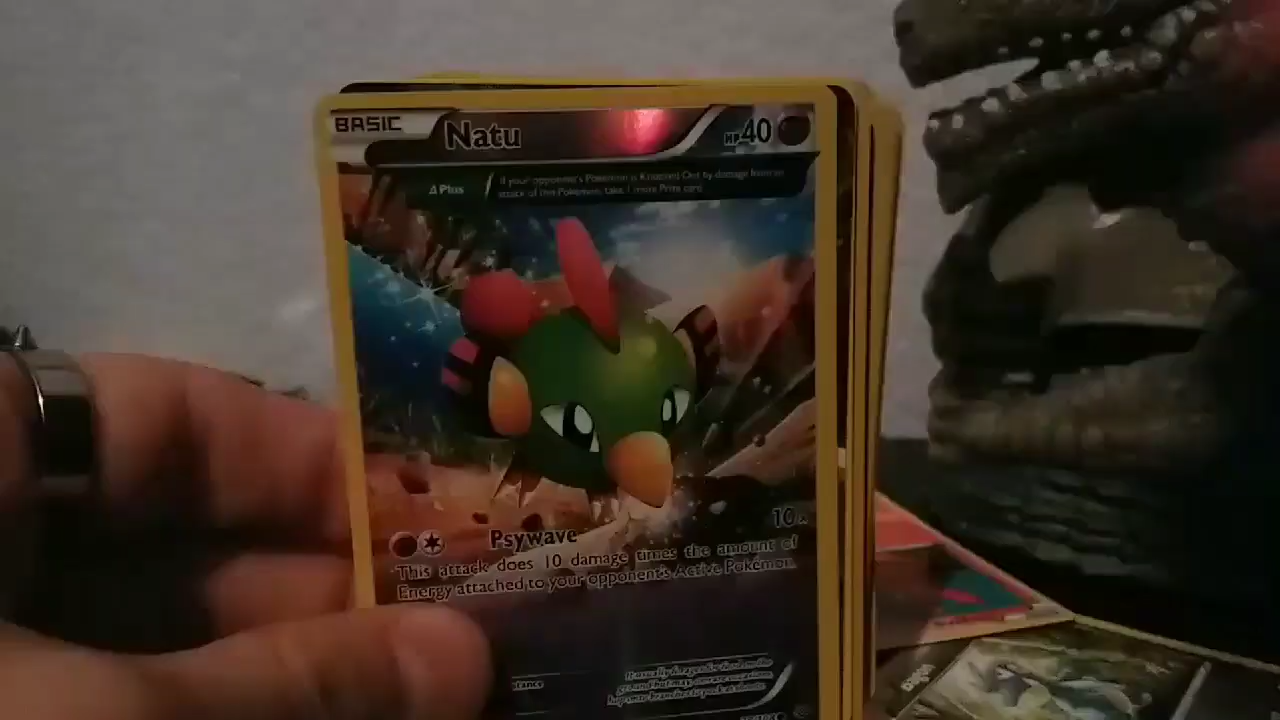 BASIC Natu HP 40
Δ Plus
If your opponent's Pokémon is Knocked Out by damage from an
attack of this Pokémon, take 1 more Prize card.
Psywave 10×
This attack does 10 damage times the amount of
Energy attached to your opponent's Active Pokémon.